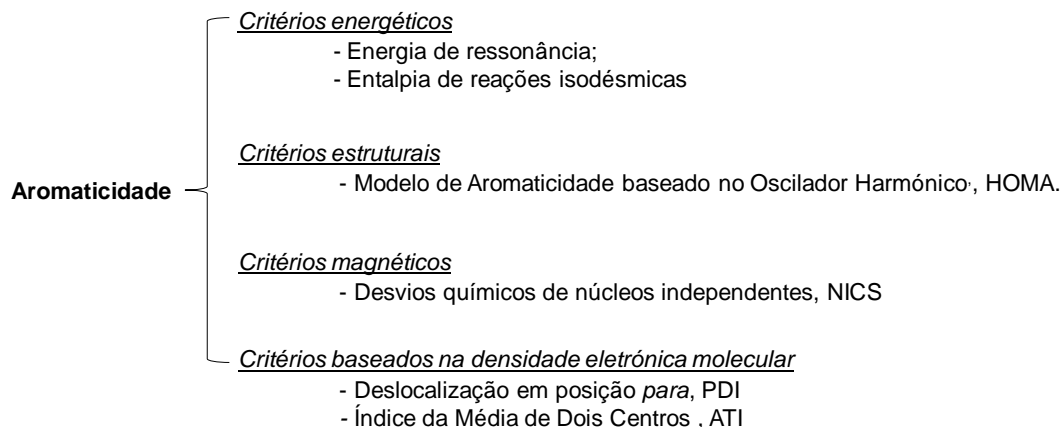 Critérios energéticos
- Energia de ressonância;
- Entalpia de reações isodésmicas
Critérios estruturais
Aromaticidade
- Modelo de Aromaticidade baseado no Oscilador Harmónico, , HOMA.
Critérios magnéticos
- Desvios químicos de núcleos independentes, NICS
Critérios baseados na densidade eletrónica molecular
- Deslocalização em posição para, PDI
- Índice da Média de Dois Centros , ATI